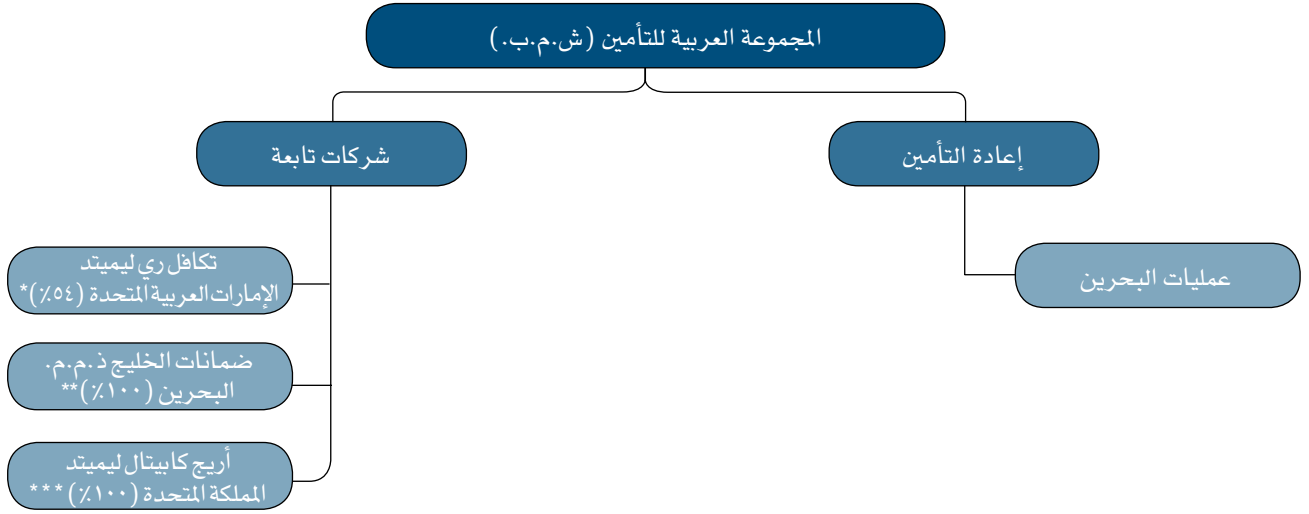 المجموعة العربية للتأمين (ش.م.ب.)
إعادة التأمين
شركات تابعة
عمليات البحرين
تكافل ري ليميتد
الإمارات العربية المتحدة (٥٤٪)*
ضمانات الخليج ذ.م.م.
البحرين (١٠٠٪)**
أريج كابيتال ليميتد
المملكة المتحدة (١٠٠٪)***